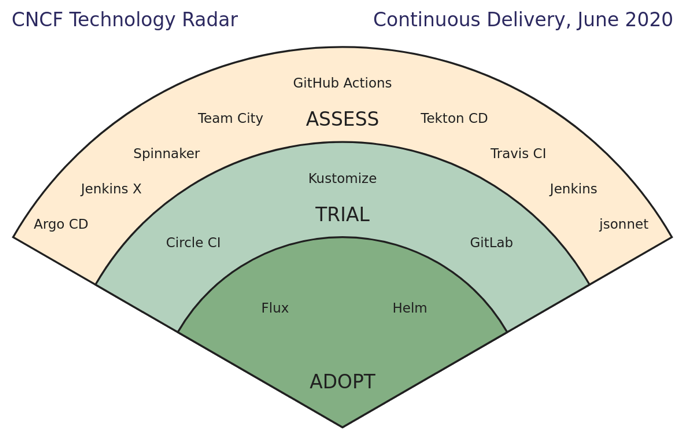 CNCF Technology Radar
Continuous Delivery, June 2020
GitHub Actions
Team City
ASSESS
Tekton CD
Spinnaker
Travis CI
Jenkins X
Jenkins
Argo CD
jsonnet
Kustomize
TRIAL
Circle CI
GitLab
Flux
Helm
ADOPT